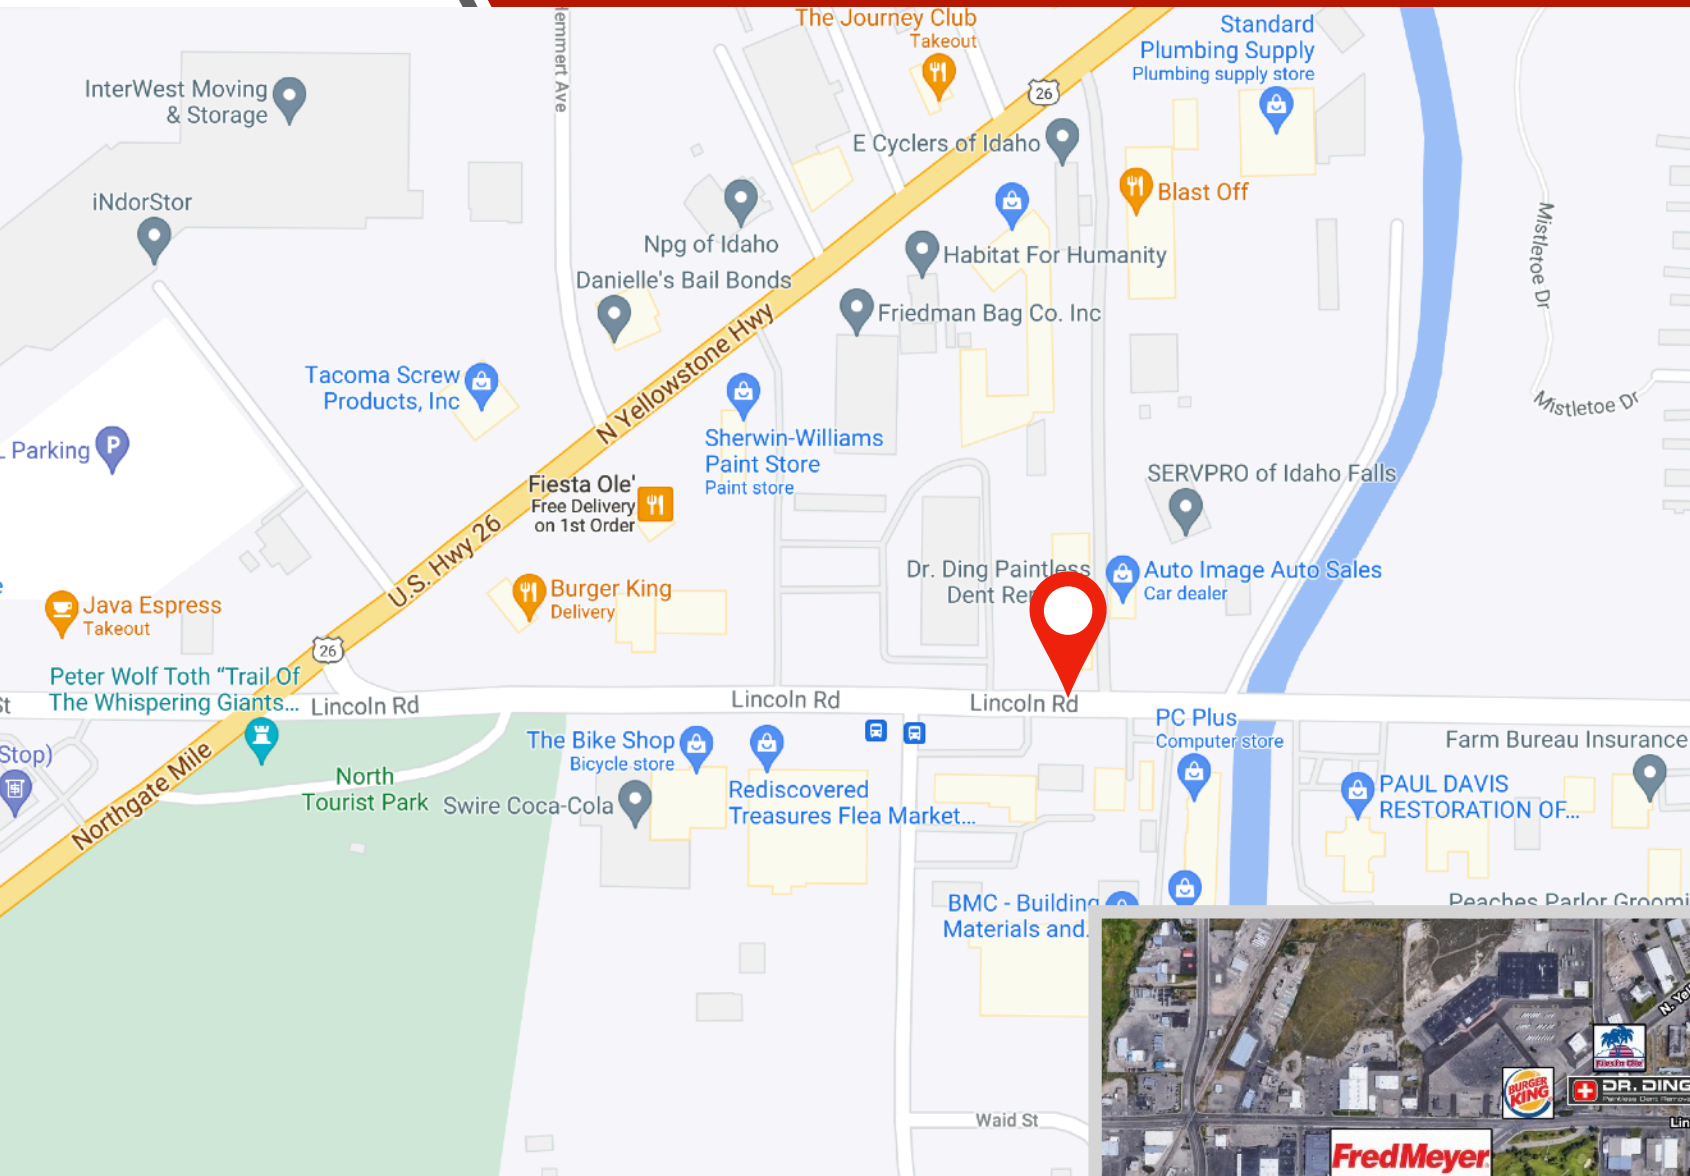 The Journey Club
Takeout
Standard
Plumbing Supply
Plumbing supply store
InterWest Moving
& Storage
26
E Cyclers of Idaho
Blast Off
iNdorStor
Npg of Idaho
Danielle's Bail Bonds
Habitat For Humanity
Friedman Bag Co. Inc
Mistletoe Dr
Mistletoe Dr
N Yellowstone Hwy
Tacoma Screw
Products, Inc
Parking
P
Sherwin-Williams
Paint Store
Paint store
Fiesta Ole'
Free Delivery
on 1st Order
SERVPRO of Idaho Falls
U.S. Hwy 26
Dr. Ding Paintless
Dent
Auto Image Auto Sales
Car dealer
Burger King
Delivery
Java Espress
Takeout
26
Peter Wolf Toth “Trail Of
The Whispering Giants...
St
Lincoln Rd
Lincoln Rd
Lincoln Rd
PC Plus
Computer store
The Bike Shop
Bicycle store
Farm Bureau Insurance
Stop)
Northgate Mile
North
Tourist Park
Swire Coca-Cola
Rediscovered
Treasures Flea Market...
PAUL DAVIS
RESTORATION OF...
BMC - Building
Materials and
Peaches Parlor
Waid St
BURGER
KING
DR. DING
FredMeyer